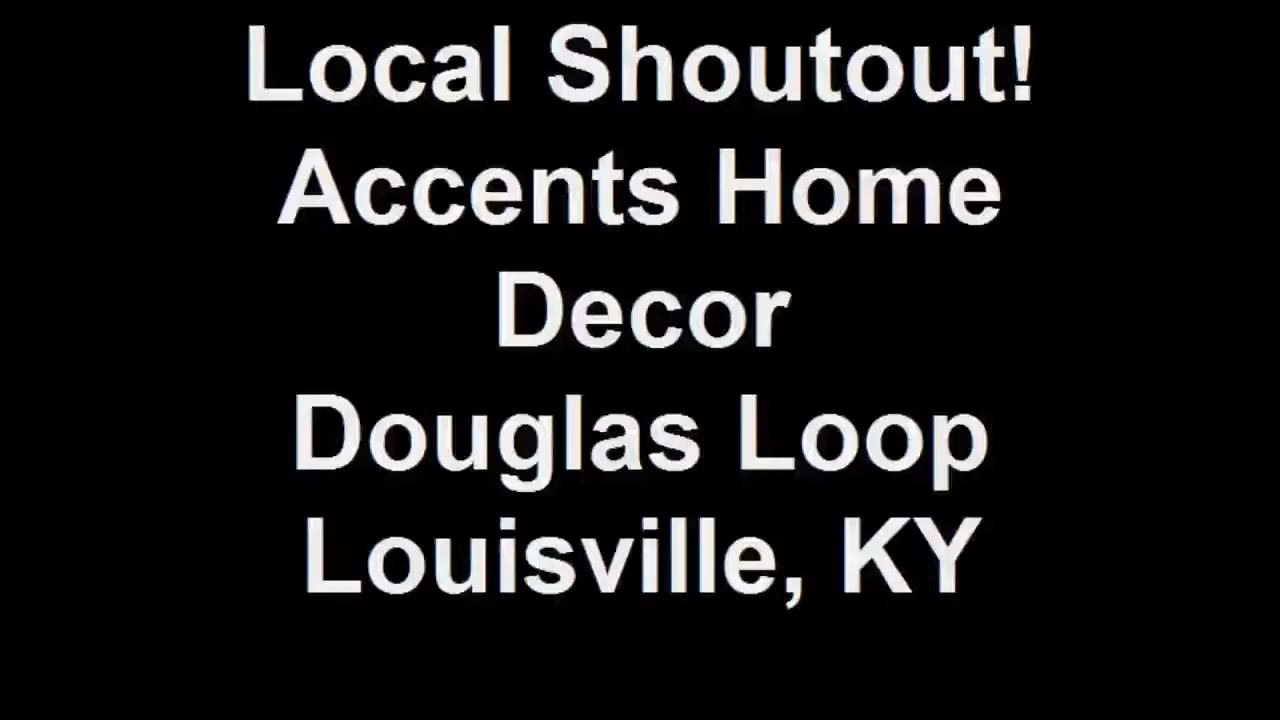 Local Shoutout!
Accents Home
Decor
Douglas Loop
Louisville, KY